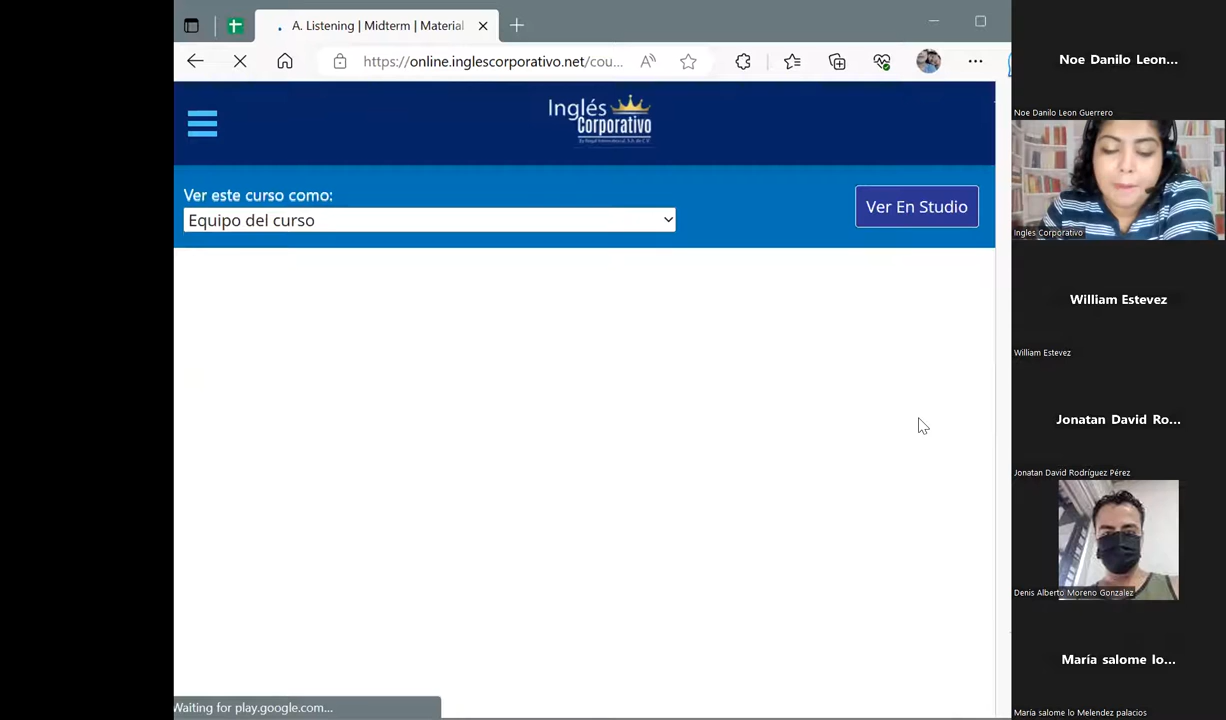 A. Listening | Midterm | Material
https://online.inglescorporativo.net/cou...
Inglés
Corporativo
Ver este curso como:
Equipo del curso
Ver En Studio
Waiting for play.google.com...
Noe Danilo Leon...
Noe Danilo Leon Guerrero
Ingles Corporativo
William Estevez
William Estevez
Jonatan David Ro...
Jonatan David Rodríguez Pérez
Denis Alberto Moreno Gonzalez
María salome lo...
María salome lo Melendez palacios